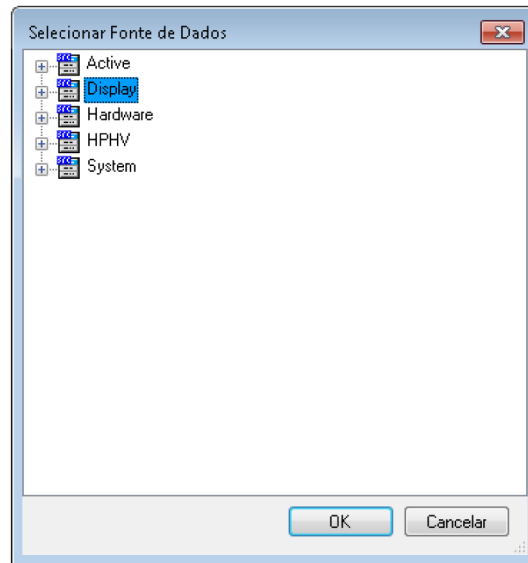 Selecionar Fonte de Dados
Active
Display
Hardware
HPHV
System
OK
Cancelar